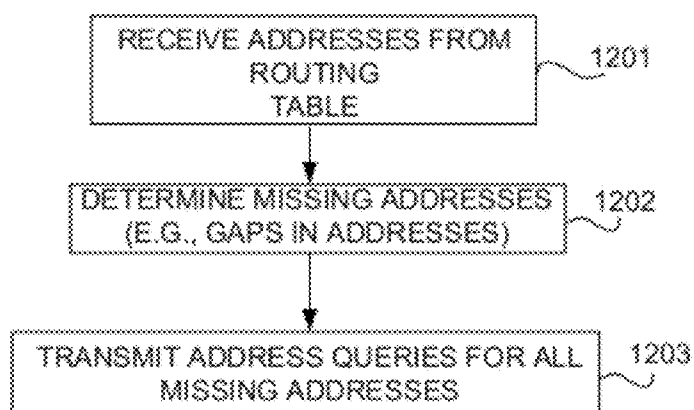 RECEIVE ADDRESSES FROM
ROUTING
TABLE
1201
DETERMINE MISSING ADDRESSES
(E.G., GAPS IN ADDRESSES)
1202
TRANSMIT ADDRESS QUERIES FOR ALL
MISSING ADDRESSES
1203